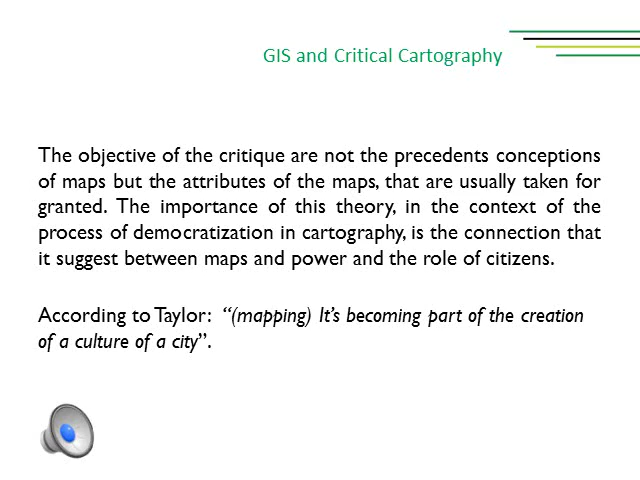 GIS and Critical Cartography
The objective of the critique are not the precedents conceptions
of maps but the attributes of the maps, that are usually taken for
granted. The importance of this theory, in the context of the
process of democratization in cartography, is the connection that
it suggest between maps and power and the role of citizens.
According to Taylor: “(mapping) It’s becoming part of the creation
of a culture of a city”.